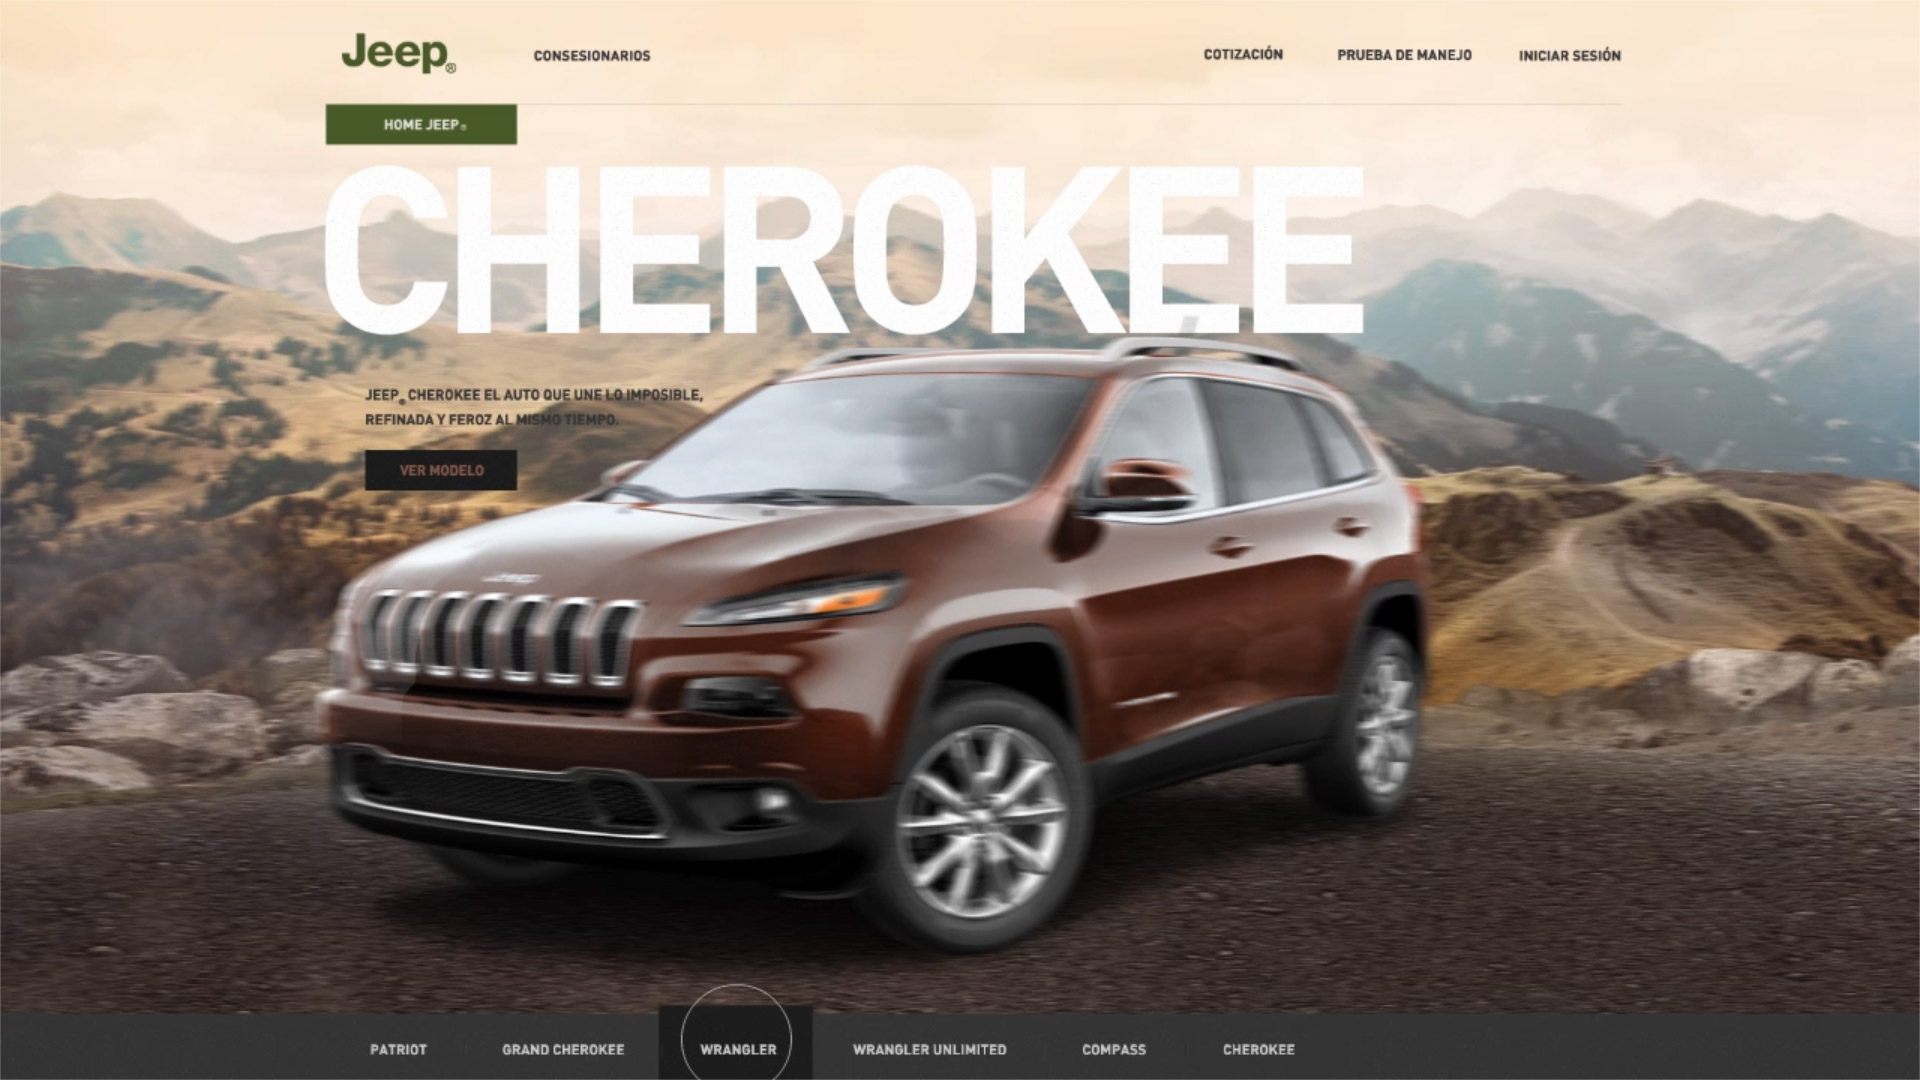 Jeep®
CONSESIONARIOS
COTIZACIÓN
PRUEBA DE MANEJO
INICIAR SESIÓN
HOME JEEP®
CHEROKEE
JEEP® CHEROKEE EL AUTO QUE UNE LO IMPOSIBLE,
REFINADA Y FEROZ AL MISMO TIEMPO.
VER MODELO
Jeep
PATRIOT
GRAND CHEROKEE
WRANGLER
WRANGLER UNLIMITED
COMPASS
CHEROKEE